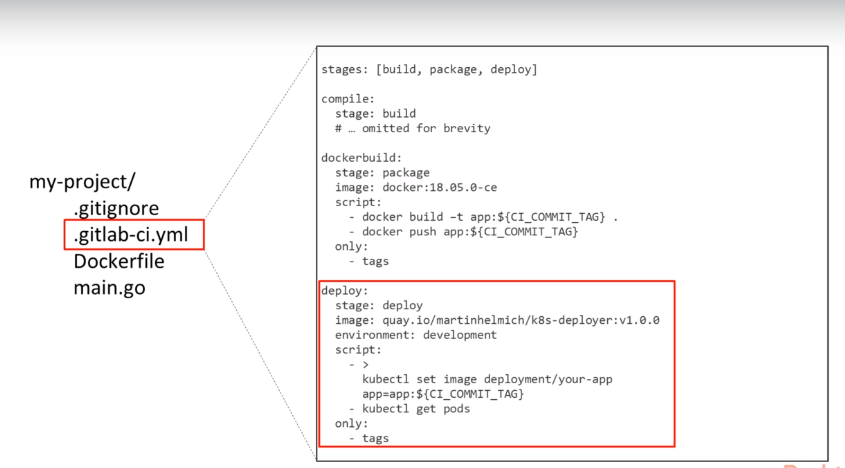 my-project/
.gitignore
.gitlab-ci.yml
Dockerfile
main.go
stages: [build, package, deploy]
compile:
stage: build
# … omitted for brevity
dockerbuild:
stage: package
image: docker:18.05.0-ce
script:
- docker build –t app:${CI_COMMIT_TAG} .
- docker push app:${CI_COMMIT_TAG}
only:
- tags
deploy:
stage: deploy
image: quay.io/martinhelmich/k8s-deployer:v1.0.0
environment: development
script:
- >
kubectl set image deployment/your-app
app=app:${CI_COMMIT_TAG}
- kubectl get pods
only:
- tags